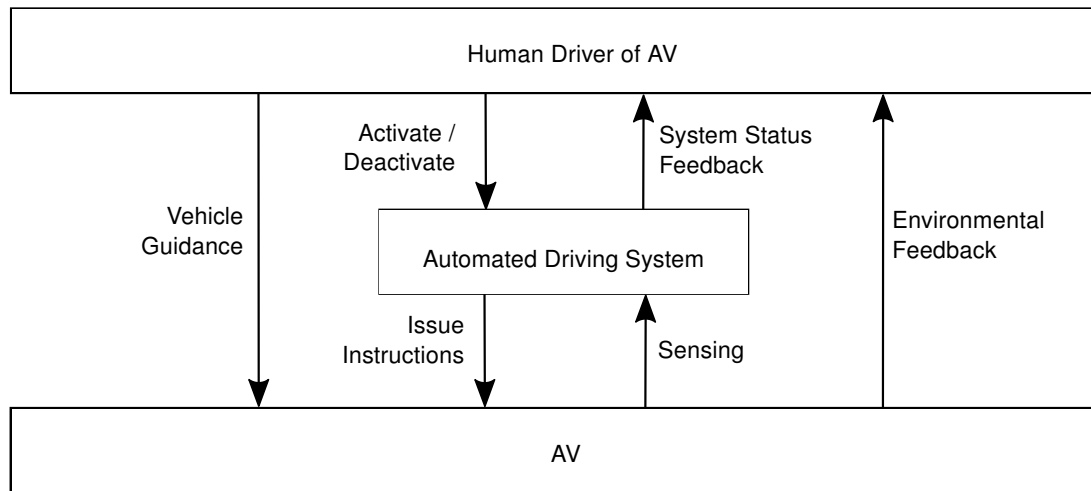 Human Driver of AV
Activate /
Deactivate
System Status
Feedback
Vehicle
Guidance
Environmental
Feedback
Automated Driving System
Issue
Instructions
Sensing
AV